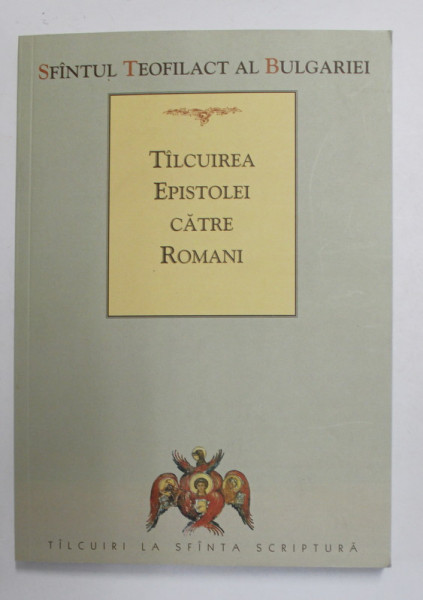 SFÎNTUL TEOFILACT AL BULGARIEI
TÎLCUIREA
EPISTOLEI
CĂTRE
ROMANI
TÎLCUIRI LA SFÎNTA SCRIPTURĂ